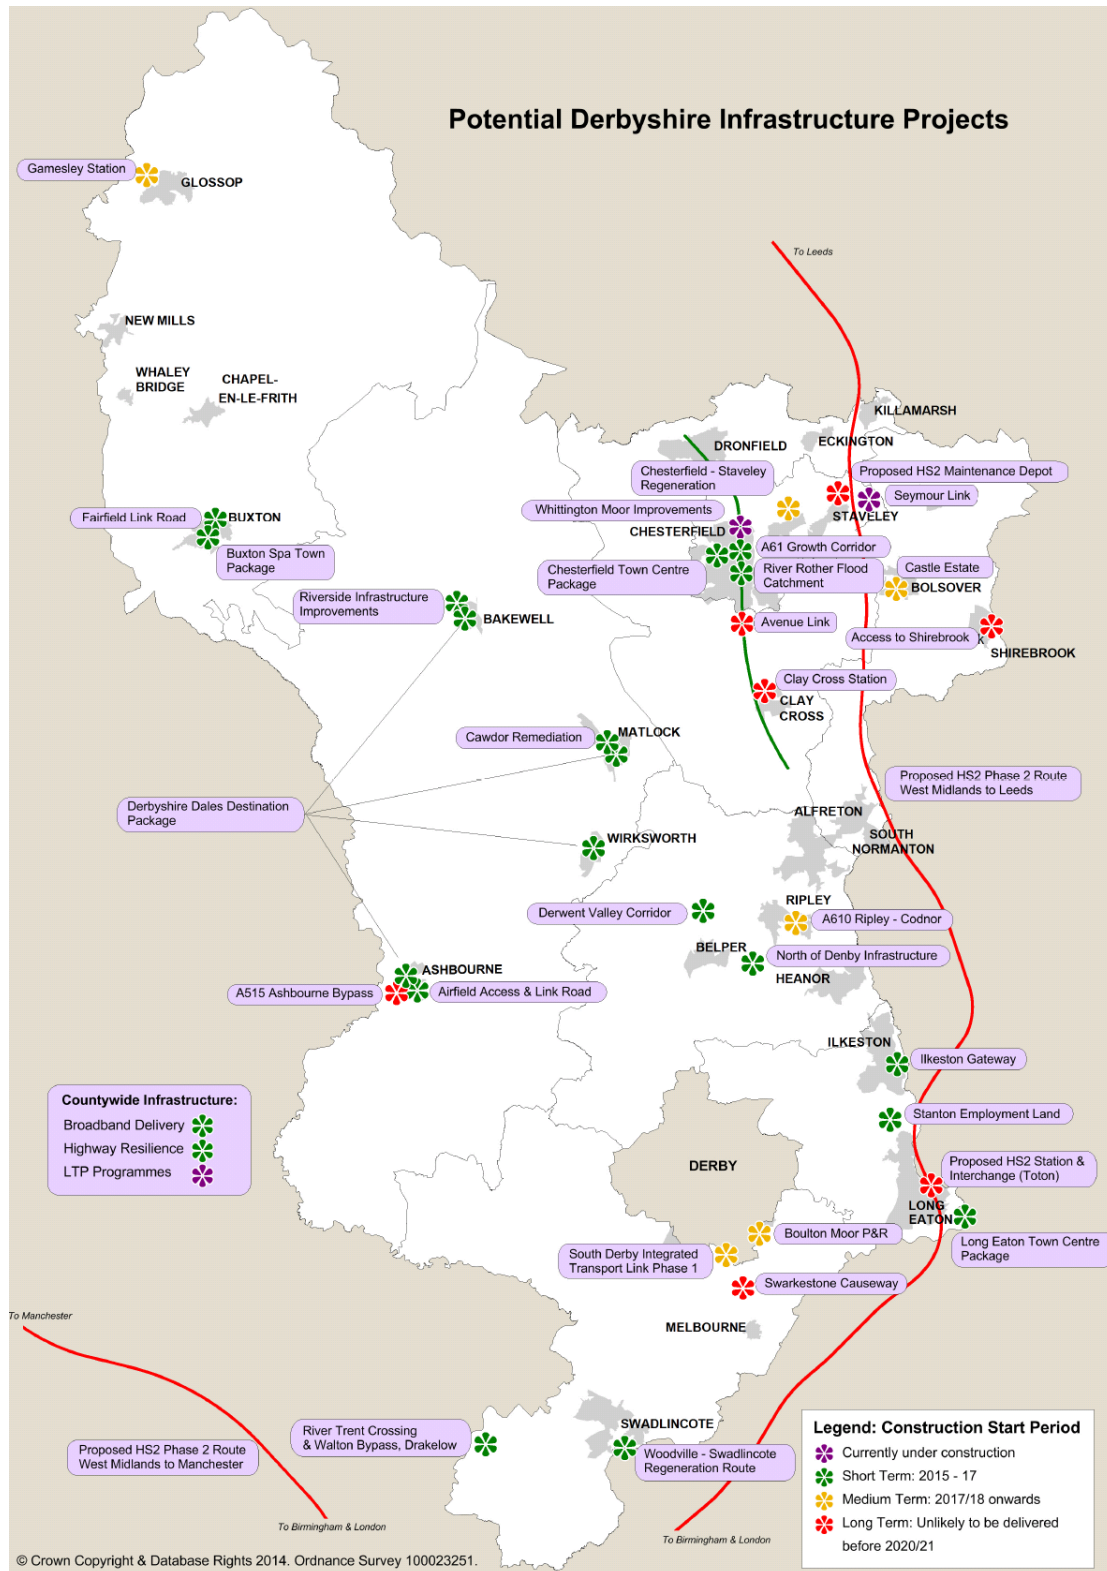 Potential Derbyshire Infrastructure Projects
Gamesley Station
GLOSSOP
To Leeds
NEW MILLS
WHALEY
BRIDGE
CHAPEL-
EN-LE-FRITH
KILLAMARSH
ECKINGTON
DRONFIELD
Chesterfield - Staveley
Regeneration
Proposed HS2 Maintenance Depot
Seymour Link
Whittington Moor Improvements
STAVELEY
Fairfield Link Road
BUXTON
CHESTERFIELD
A61 Growth Corridor
Buxton Spa Town
Package
Chesterfield Town Centre
Package
River Rother Flood
Catchment
Castle Estate
BOLSOVER
Riverside Infrastructure
Improvements
BAKEWELL
Avenue Link
Access to Shirebrook
K
SHIREBROOK
Clay Cross Station
CLAY
CROSS
Cawdor Remediation
MATLOCK
Proposed HS2 Phase 2 Route
West Midlands to Leeds
Derbyshire Dales Destination
Package
ALFRETON
SOUTH
NORMANTON
WIRKSWORTH
RIPLEY
Derwent Valley Corridor
A610 Ripley - Codnor
BELPER
North of Denby Infrastructure
HEANOR
ASHBOURNE
A515 Ashbourne Bypass
Airfield Access & Link Road
ILKESTON
Ilkeston Gateway
Countywide Infrastructure:
Broadband Delivery
Highway Resilience
LTP Programmes
Stanton Employment Land
DERBY
Proposed HS2 Station &
Interchange (Toton)
LONG
EATON
Boulton Moor P&R
Long Eaton Town Centre
Package
South Derby Integrated
Transport Link Phase 1
Swarkestone Causeway
To Manchester
MELBOURNE
SWADLINCOTE
River Trent Crossing
& Walton Bypass, Drakelow
Proposed HS2 Phase 2 Route
West Midlands to Manchester
Woodville - Swadlincote
Regeneration Route
Legend: Construction Start Period
Currently under construction
Short Term: 2015 - 17
Medium Term: 2017/18 onwards
Long Term: Unlikely to be delivered
before 2020/21
To Birmingham & London
To Birmingham & London
© Crown Copyright & Database Rights 2014. Ordnance Survey 100023251.